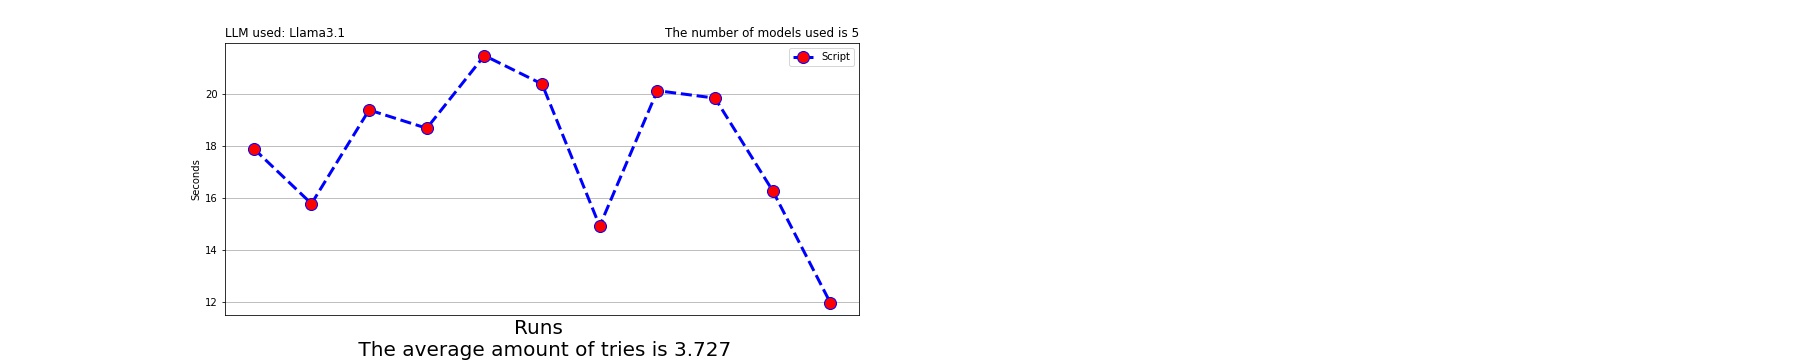 LLM used: Llama3.1
The number of models used is 5
Script
20
18
16
14
12
Seconds
Runs
The average amount of tries is 3.727